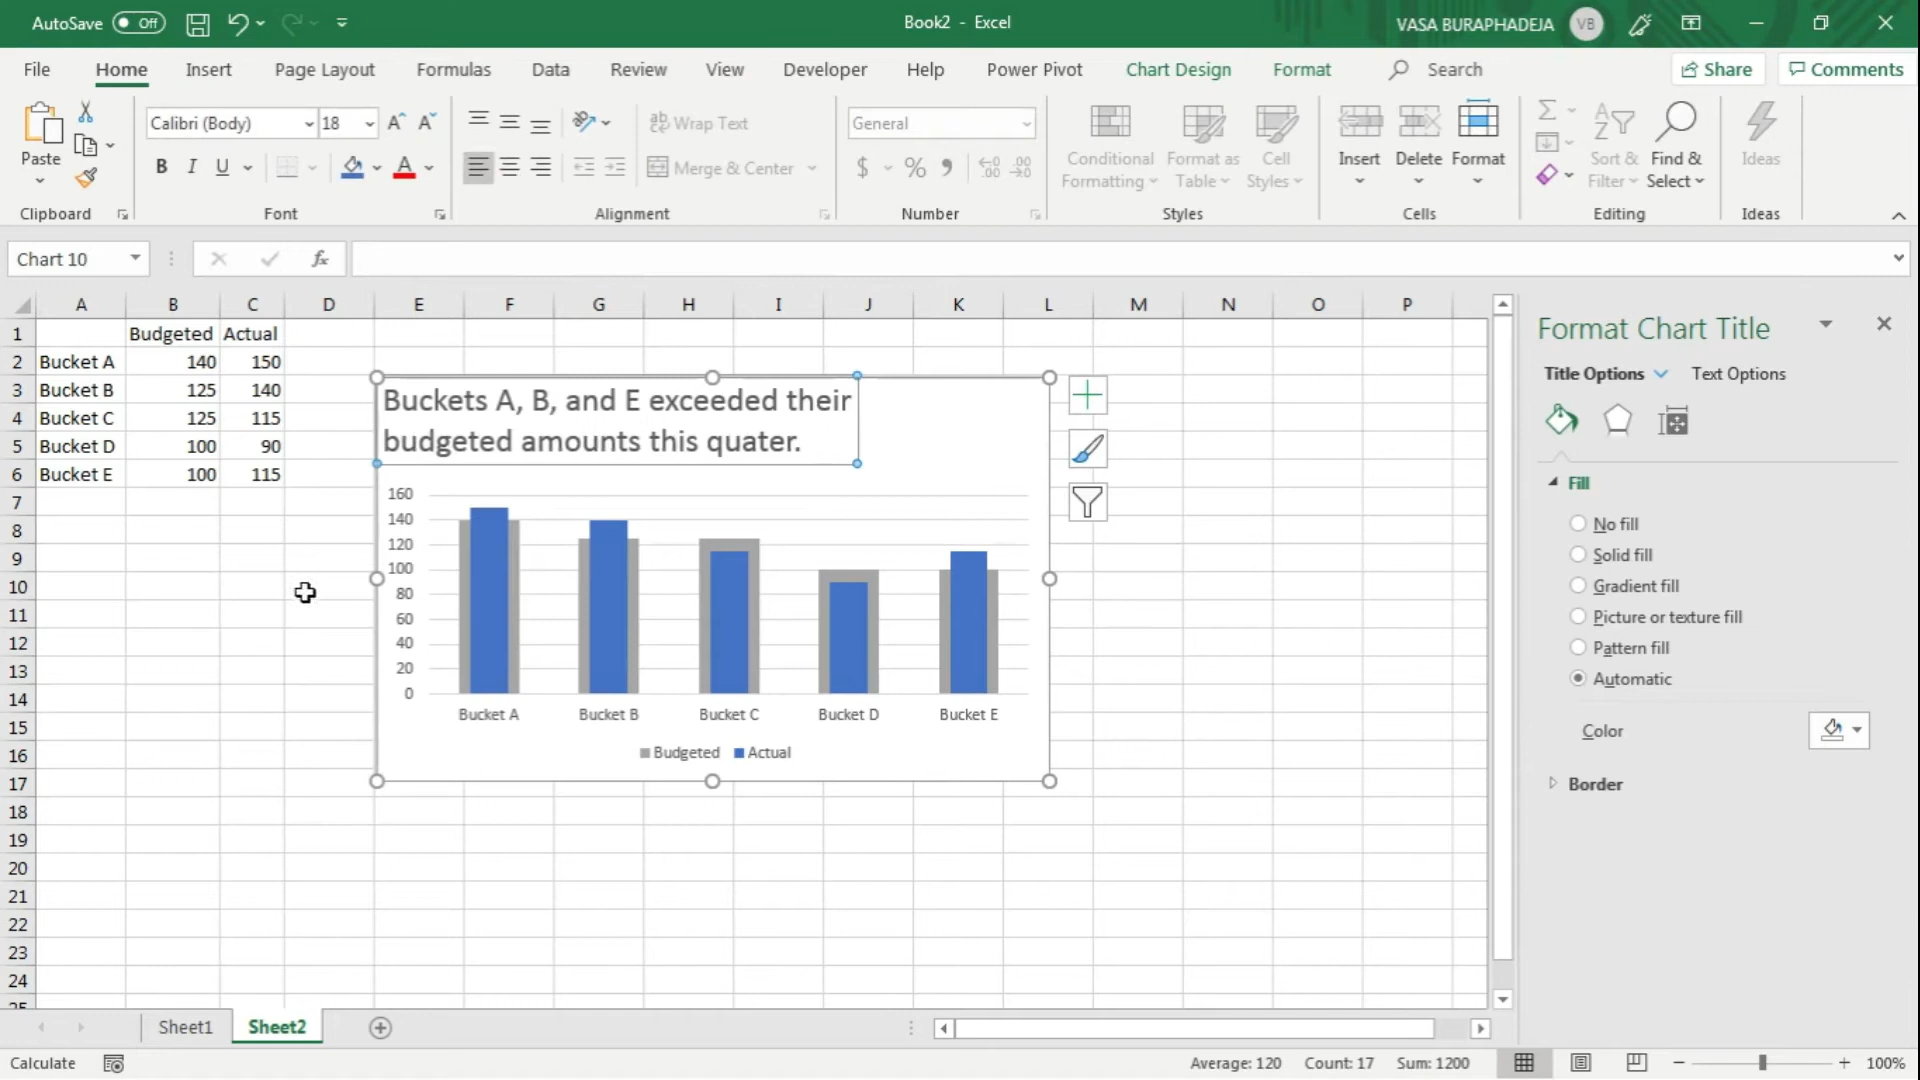 AutoSave Off
Book2 - Excel
VASA BURAPHADEJA VB
File Home Insert Page Layout Formulas Data Review View Developer Help Power Pivot Chart Design Format Search Share Comments
Paste
Calibri (Body) 18
B I U A
ab Wrap Text
Merge & Center
General
$ % ,
Conditional
Formatting
Format as
Table
Cell
Styles
Insert Delete Format
Sort &
Filter
Find &
Select
Ideas
Clipboard Font Alignment Number Styles Cells Editing Ideas
Chart 10
fx
A B C D E F G H I J K L M N O P
1 Budgeted Actual
2 Bucket A 140 150
3 Bucket B 125 140
4 Bucket C 125 115
5 Bucket D 100 90
6 Bucket E 100 115
7
8
9
10
11
12
13
14
15
16
17
18
19
20
21
22
23
24
25
Buckets A, B, and E exceeded their
budgeted amounts this quater.
160
140
120
100
80
60
40
20
0
Bucket A Bucket B Bucket C Bucket D Bucket E
Budgeted Actual
Format Chart Title
Title Options Text Options
Fill
No fill
Solid fill
Gradient fill
Picture or texture fill
Pattern fill
Automatic
Color
Border
Sheet1 Sheet2
Calculate
Average: 120 Count: 17 Sum: 1200
100%